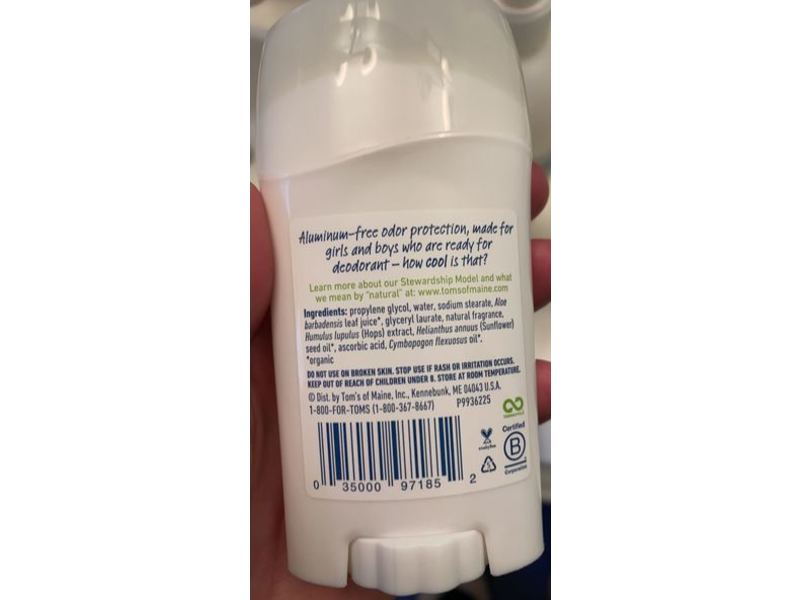 Aluminum-free odor protection, made for
girls and boys who are ready for
deodorant – how cool is that?
Learn more about our Stewardship Model and what
we mean by "natural" at: www.tomsofmaine.com
Ingredients: propylene glycol, water, sodium stearate, Aloe
barbadensis leaf juice*, glyceryl laurate, natural fragrance,
Humulus lupulus (Hops) extract, Helianthus annuus (Sunflower)
seed oil*, ascorbic acid, Cymbopogon flexuosus oil*.
*organic
DO NOT USE ON BROKEN SKIN. STOP USE IF RASH OR IRRITATION OCCURS.
KEEP OUT OF REACH OF CHILDREN UNDER 8. STORE AT ROOM TEMPERATURE.
© Dist. by Tom's of Maine, Inc., Kennebunk, ME 04043 U.S.A.
1-800-FOR-TOMS (1-800-367-8667) P9936225
Certified
B
Corporation
0 35000 97185 2